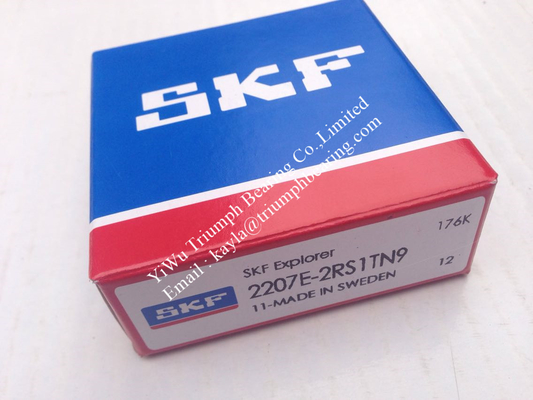 SKF
YiWu Triumph Bearing Co.,Limited
Email : kayla@triumphbearing.com
SKF
SKF Explorer
2207E-2RS1TN9
11-MADE IN SWEDEN
176K
12